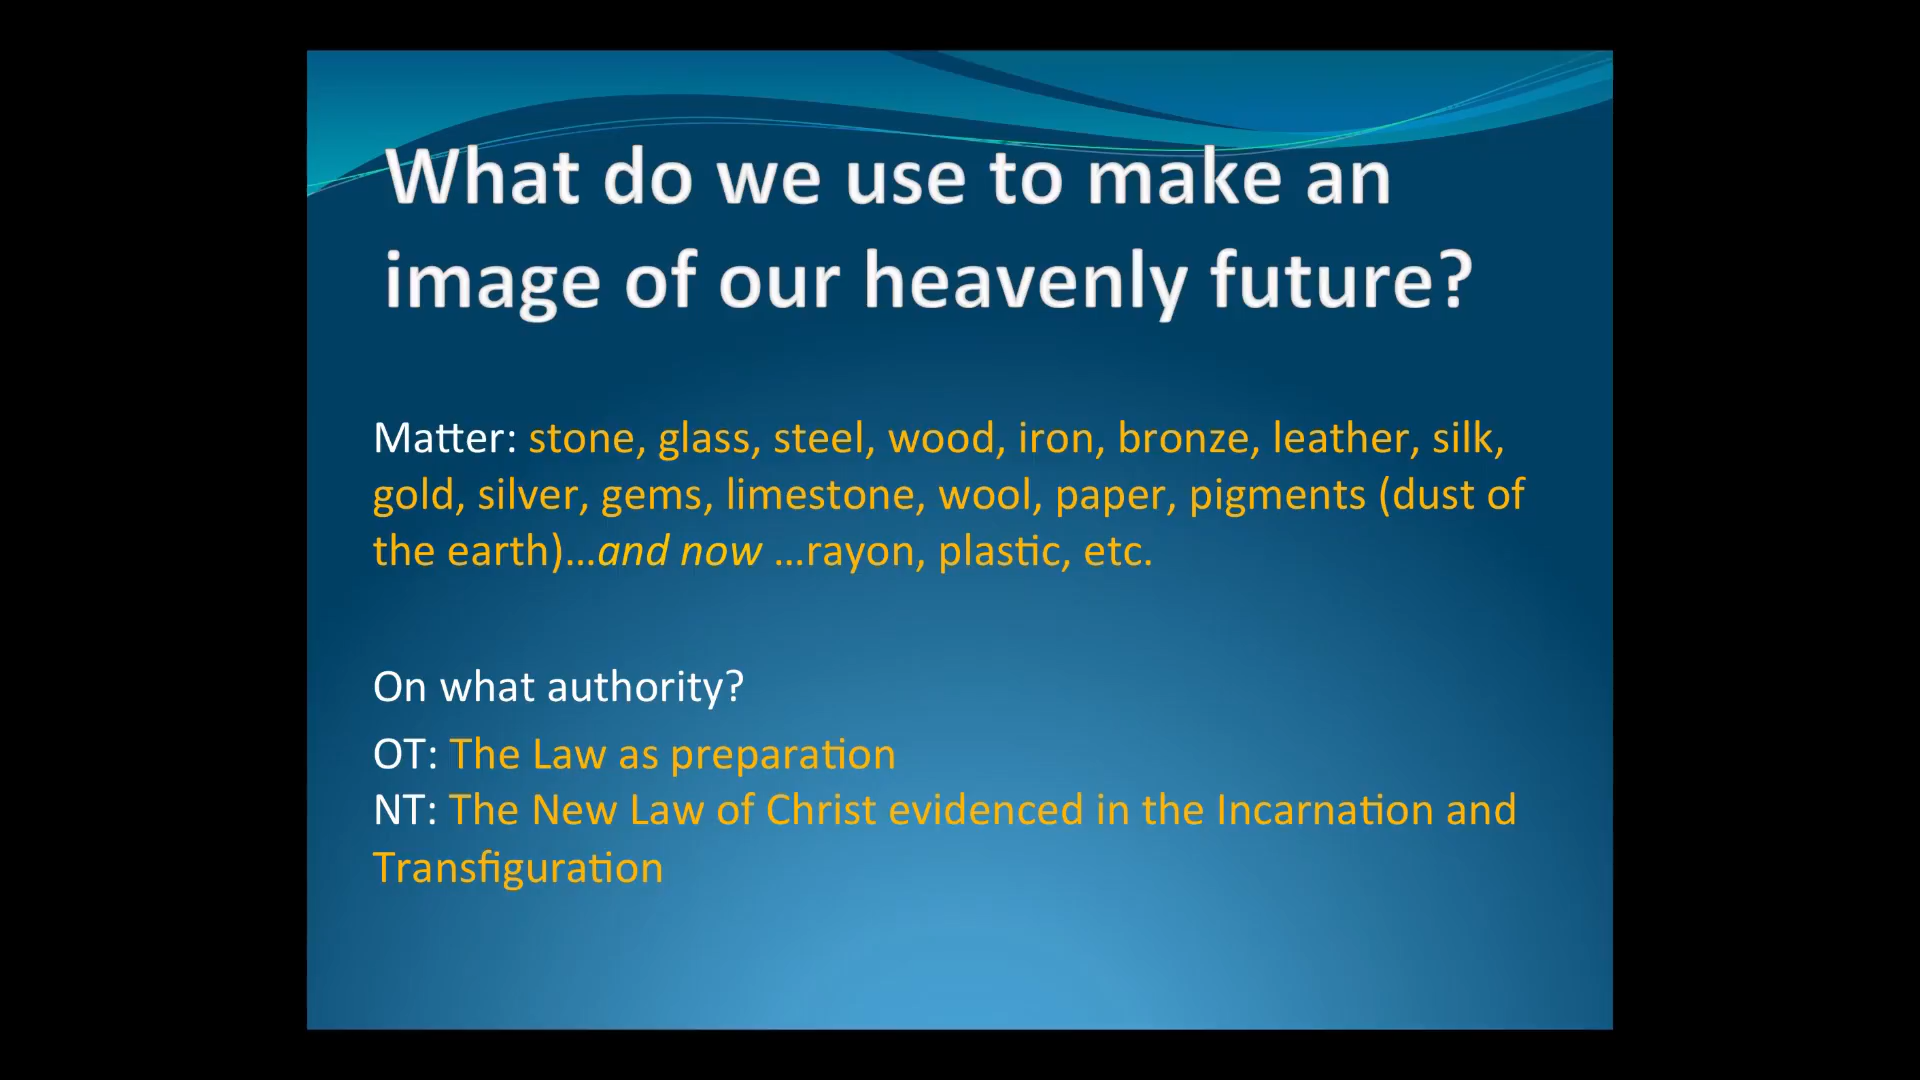 What do we use to make an
image of our heavenly future?
Matter: stone, glass, steel, wood, iron, bronze, leather, silk,
gold, silver, gems, limestone, wool, paper, pigments (dust of
the earth)…and now …rayon, plastic, etc.
On what authority?
OT: The Law as preparation
NT: The New Law of Christ evidenced in the Incarnation and
Transfiguration